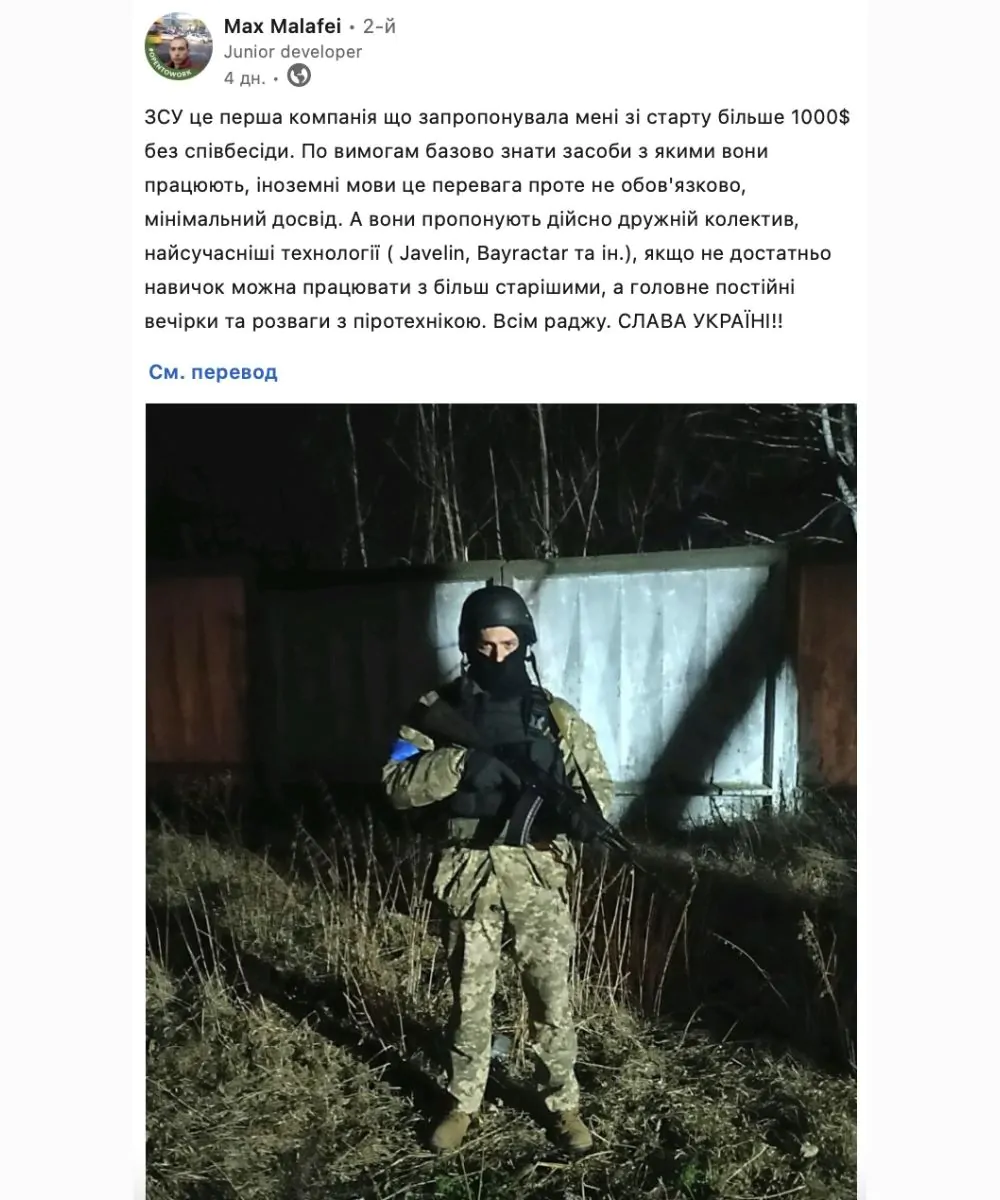 Max Malafei • 2-й
Junior developer
4 дн. •
ЗСУ це перша компанія що запропонувала мені зі старту більше 1000$
без співбесіди. По вимогам базово знати засоби з якими вони
працюють, іноземні мови це перевага проте не обов'язково,
мінімальний досвід. А вони пропонують дійсно дружній колектив,
найсучасніші технології ( Javelin, Bayractar та ін.), якщо не достатньо
навичок можна працювати з більш старішими, а головне постійні
вечірки та розваги з піротехнікою. Всім раджу. СЛАВА УКРАЇНІ!!
См. перевод
#OPENTOWORK